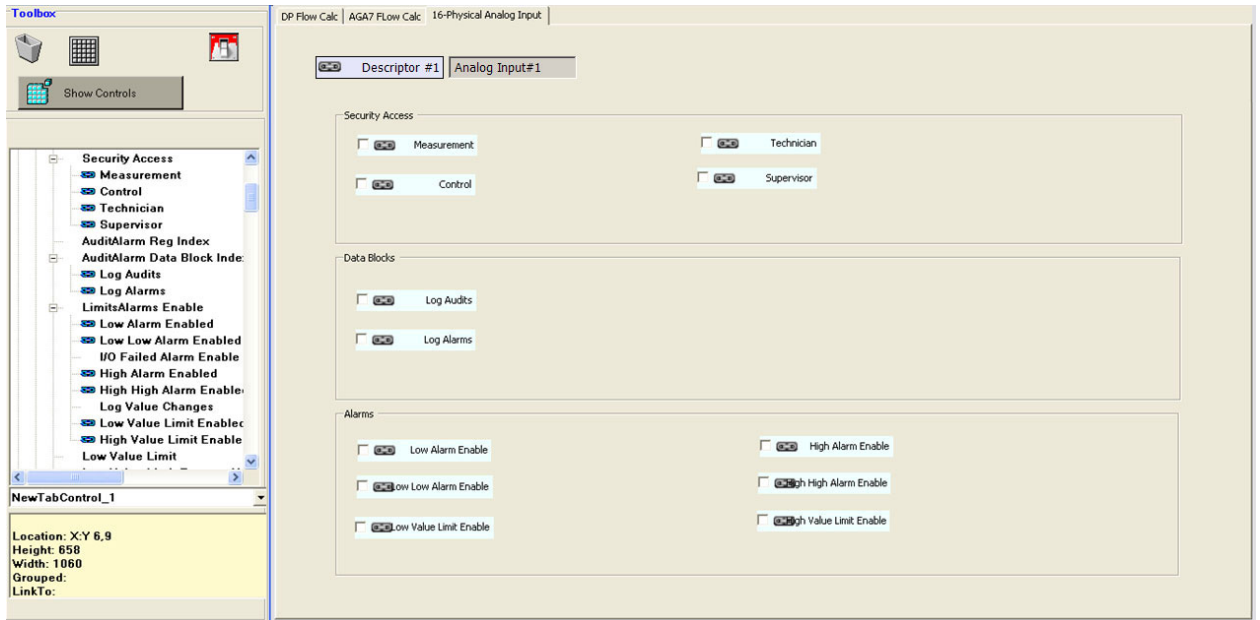 Toolbox
Show Controls
Security Access
Measurement
Control
Technician
Supervisor
AuditAlarm Reg Index
AuditAlarm Data Block Inde
Log Audits
Log Alarms
LimitsAlarms Enable
Low Alarm Enabled
Low Low Alarm Enabled
I/O Failed Alarm Enable
High Alarm Enabled
High High Alarm Enable
Log Value Changes
Low Value Limit Enabled
High Value Limit Enable
Low Value Limit
NewTabControl_1
Location: X:Y 6,9
Height: 658
Width: 1060
Grouped:
LinkTo:
DP Flow Calc AGA7 FLow Calc 16-Physical Analog Input
Descriptor #1 Analog Input#1
Security Access
Measurement Technician
Control Supervisor
Data Blocks
Log Audits
Log Alarms
Alarms
Low Alarm Enable High Alarm Enable
Low Low Alarm Enable gh High Alarm Enable
Low Value Limit Enable gh Value Limit Enable